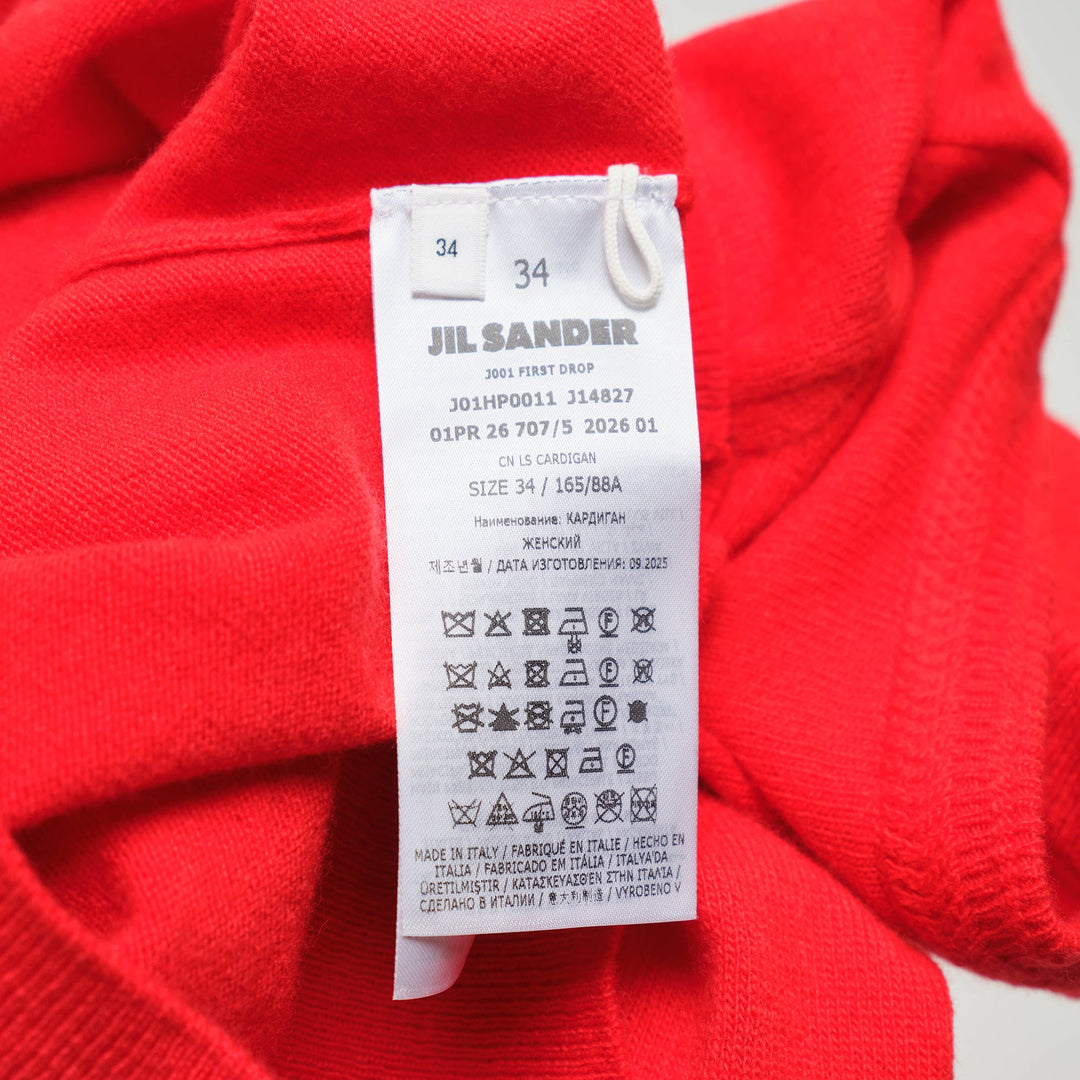 34
34
JIL SANDER
J001 FIRST DROP
J01HP0011 J14827
01PR 26 707/5 2026 01
CN LS CARDIGAN
SIZE 34 / 165/88A
Наименование: КАРДИГАН
ЖЕНСКИЙ
제조년월 / ДАТА ИЗГОТОВЛЕНИЯ: 09.2025
F
F
F
F
MADE IN ITALY / FABRIQUÉ EN ITALIE / HECHO EN
ITALIA / FABRICADO EM ITÁLIA / ITALYA'DA
ÜRETILMIŞTIR / ΚΑΤΑΣΚΕΥΑΣΘ'ΕΝ ΣΤΗΝ ΙΤΑΛΙΑ /
СДЕЛАНО В ИТАЛИИ / 意大利制造 / VYROBENO V